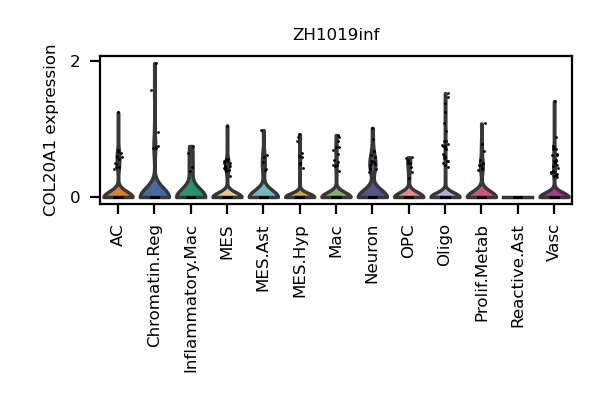 ZH1019inf
COL20A1 expression
2
0
AC
Chromatin.Reg
Inflammatory.Mac
MES
MES.Ast
MES.Hyp
Mac
Neuron
OPC
Oligo
Prolif.Metab
Reactive.Ast
Vasc